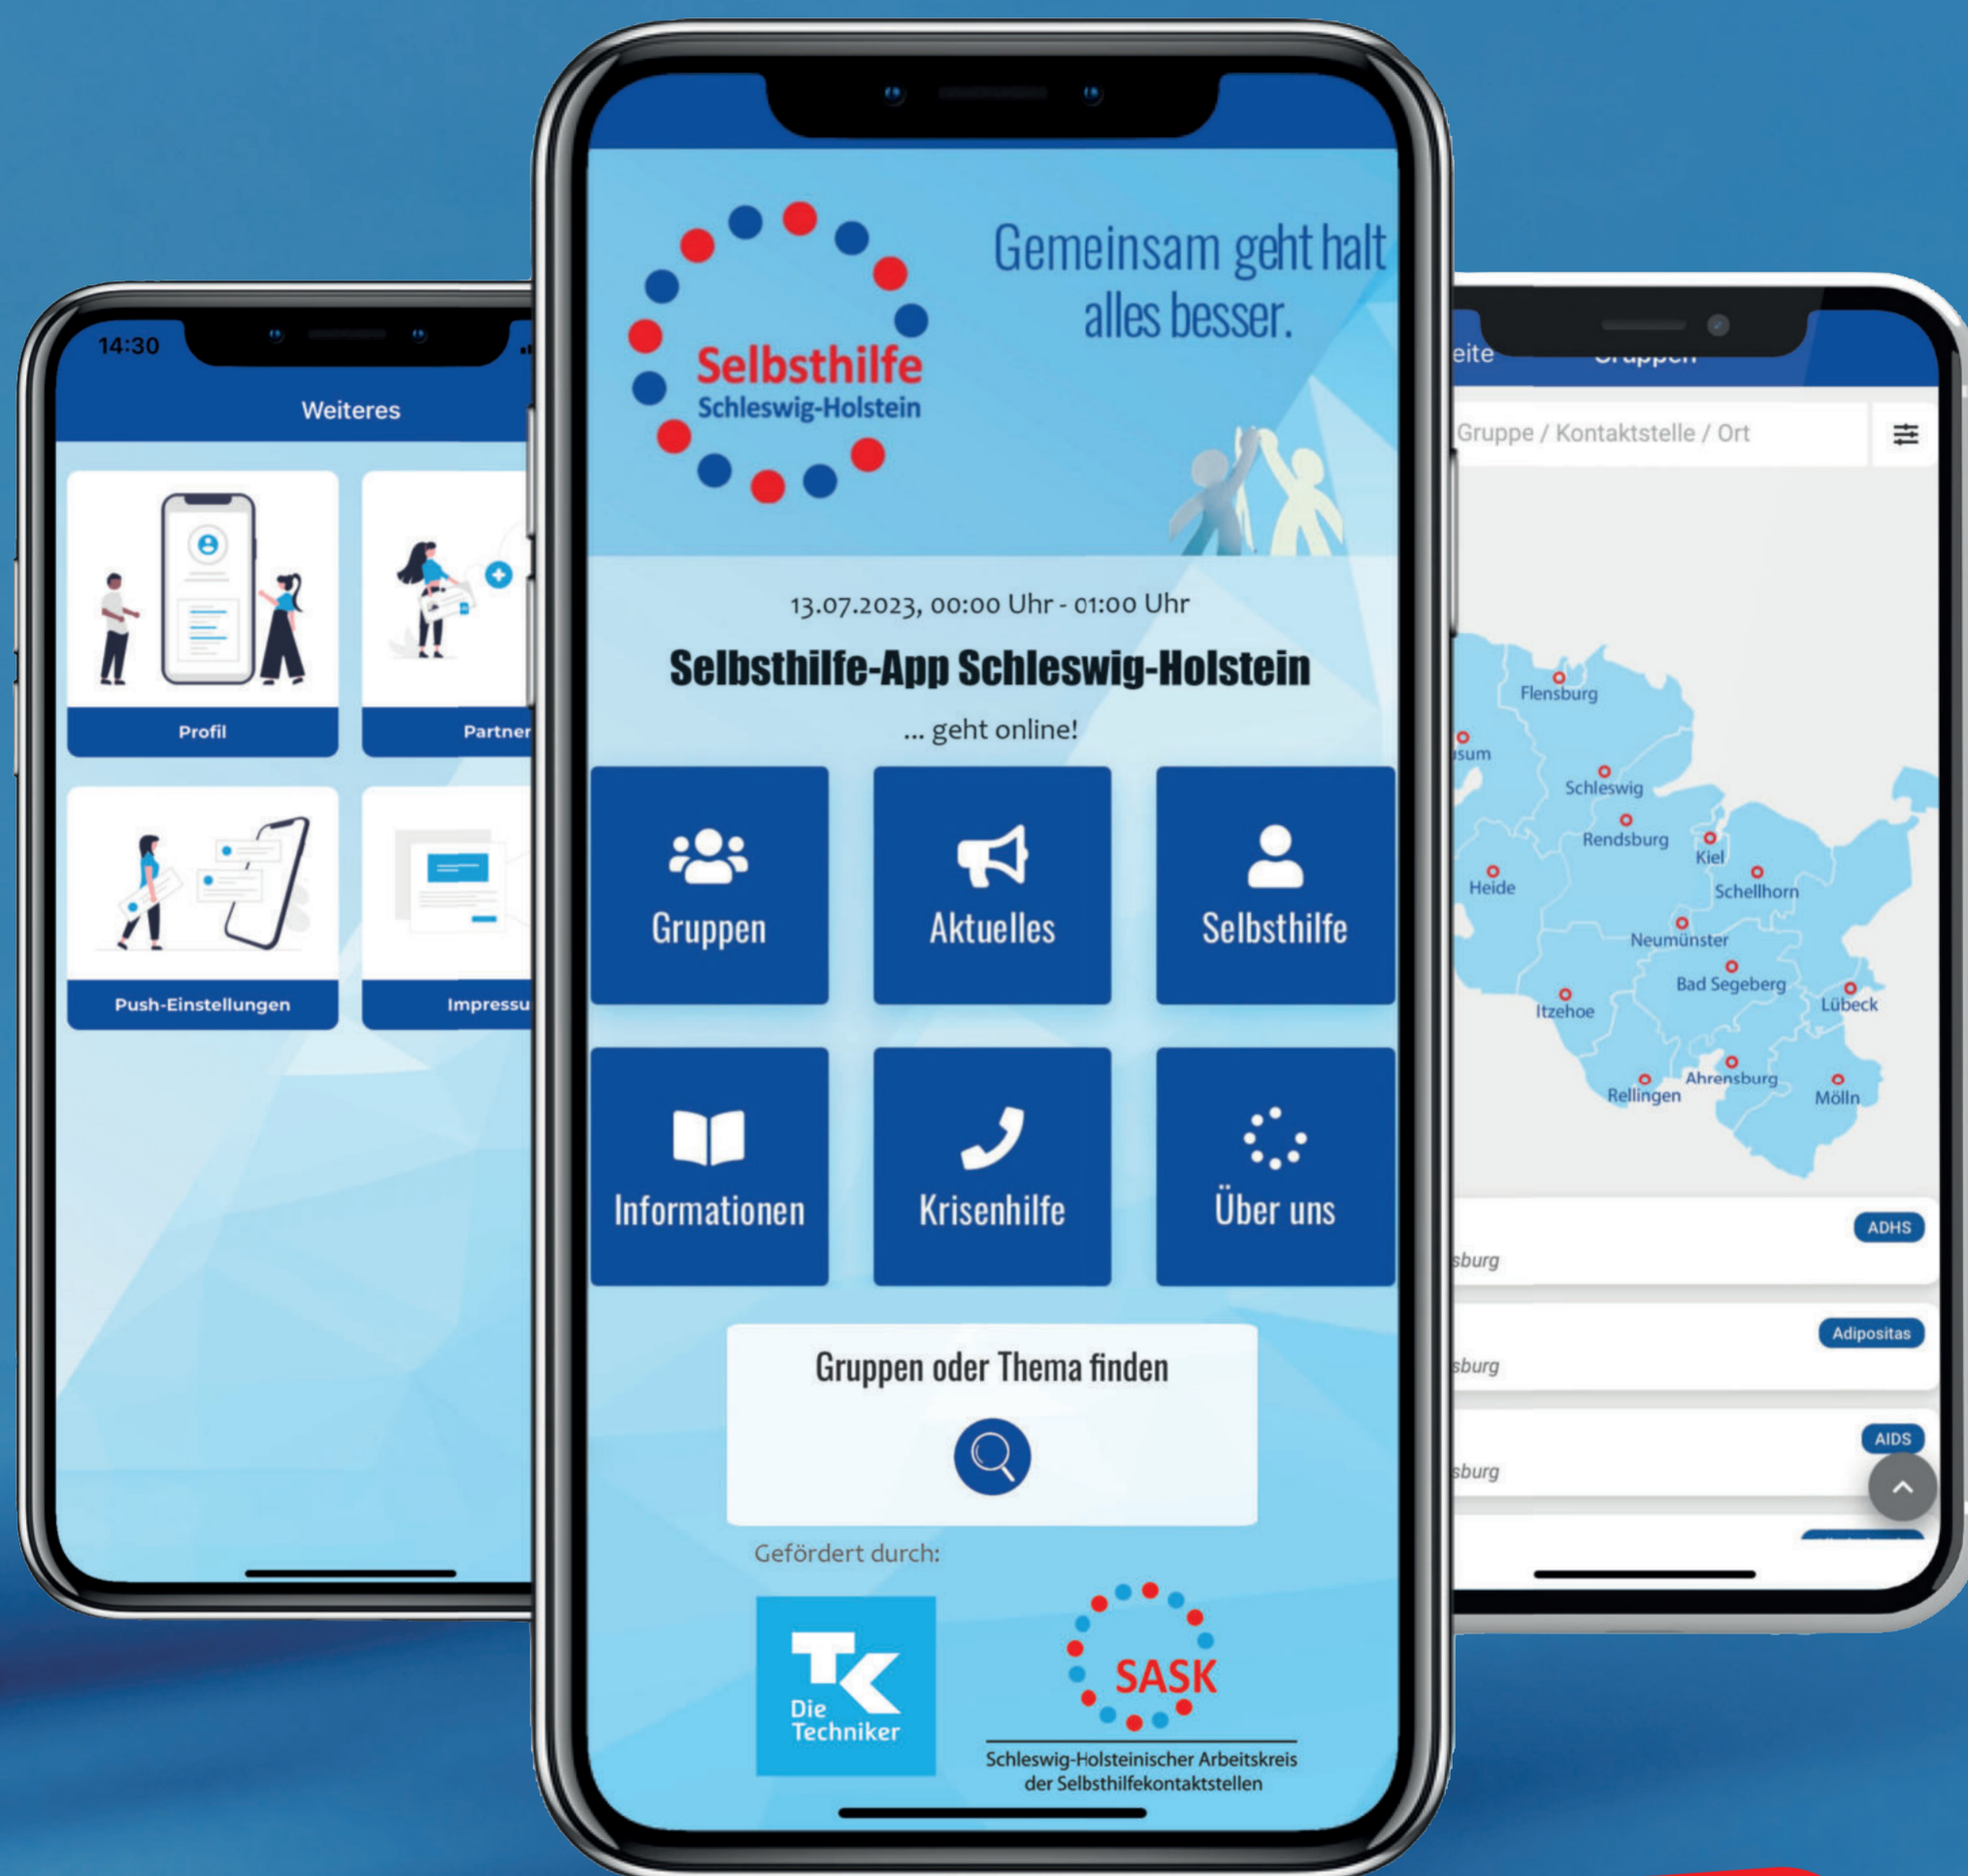 14:30
Weiteres
Profil
Partner
Push-Einstellungen
Impressu
Gemeinsam geht halt
alles besser.
Selbsthilfe
Schleswig-Holstein
13.07.2023, 00:00 Uhr - 01:00 Uhr
Selbsthilfe-App Schleswig-Holstein
... geht online!
Gruppen
Aktuelles
Selbsthilfe
Informationen
Krisenhilfe
Über uns
Gruppen oder Thema finden
Gefördert durch:
TK
Die
Techniker
SASK
Schleswig-Holsteinischer Arbeitskreis
der Selbsthilfekontaktstellen
eite
Gruppen
Gruppe / Kontaktstelle / Ort
Flensburg
sum
Schleswig
Rendsburg
Kiel
Heide
Schellhorn
Neumünster
Bad Segeberg
Itzehoe
Lübeck
Ahrensburg
Rellingen
Mölln
ADHS
sburg
Adipositas
sburg
AIDS
sburg